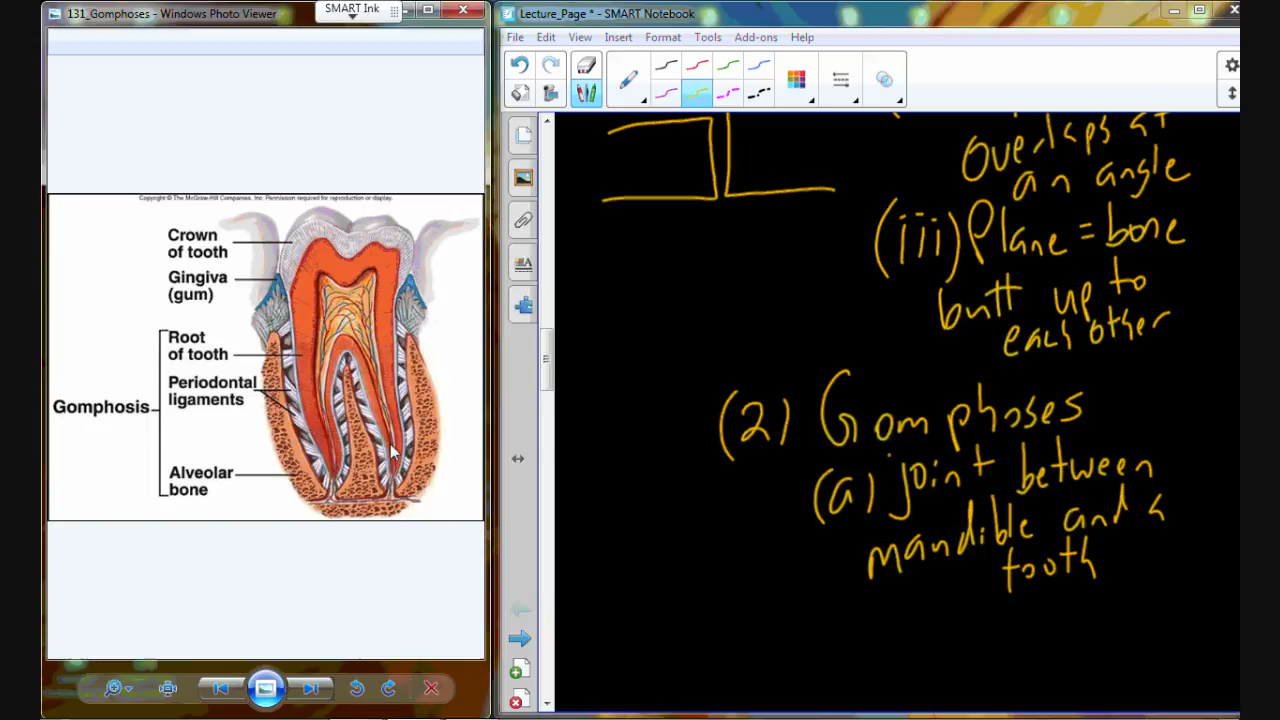 131_Gomphoses - Windows Photo Viewer
SMART Ink
Lecture_Page * - SMART Notebook
File Edit View Insert Format Tools Add-ons Help
Copyright © The McGraw-Hill Companies, Inc. Permission required for reproduction or display.
Crown
of tooth
Gingiva
(gum)
Root
of tooth
Periodontal
ligaments
Gomphosis
Alveolar
bone
overlaps at
an angle
(iii) Plane = bone
butt up to
each other
(2) Gomphoses
(a) joint between
mandible and a
tooth